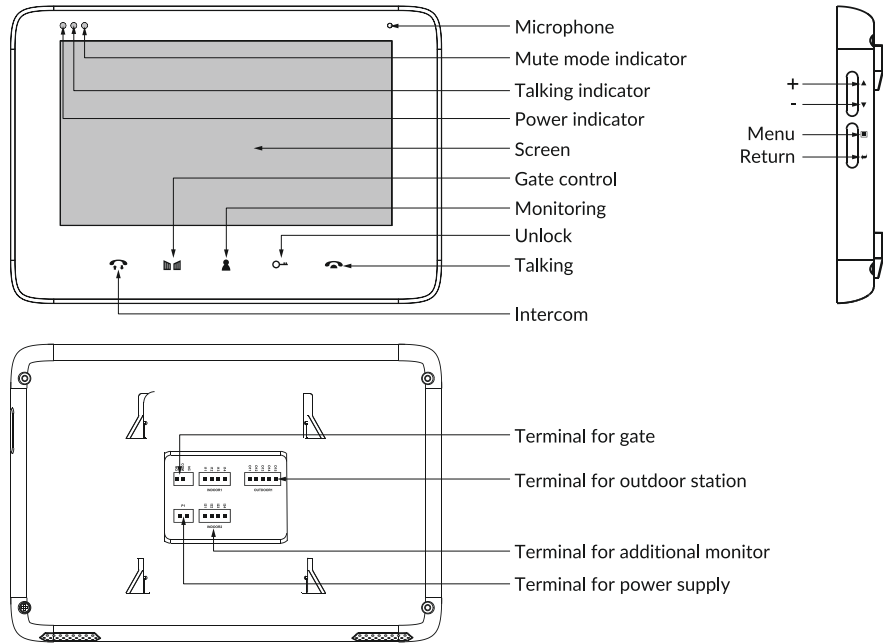 Microphone
Mute mode indicator
Talking indicator
Power indicator
Screen
Gate control
Monitoring
Unlock
Talking
Intercom
+
-
Menu
Return
Terminal for gate
Terminal for outdoor station
INDOOR1
OUTDOOR1
INDOOR2
Terminal for additional monitor
Terminal for power supply